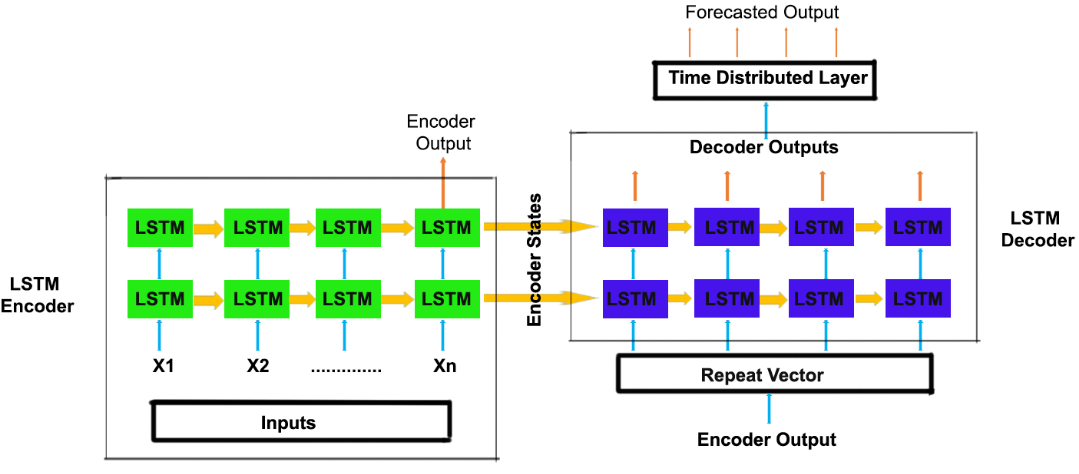 Forecasted Output
Time Distributed Layer
Encoder
Output
Decoder Outputs
LSTM LSTM LSTM LSTM
LSTM LSTM LSTM LSTM
LSTM
Encoder
X1 X2 .............. Xn
Inputs
Encoder States
LSTM LSTM LSTM LSTM
LSTM LSTM LSTM LSTM
LSTM
Decoder
Repeat Vector
Encoder Output